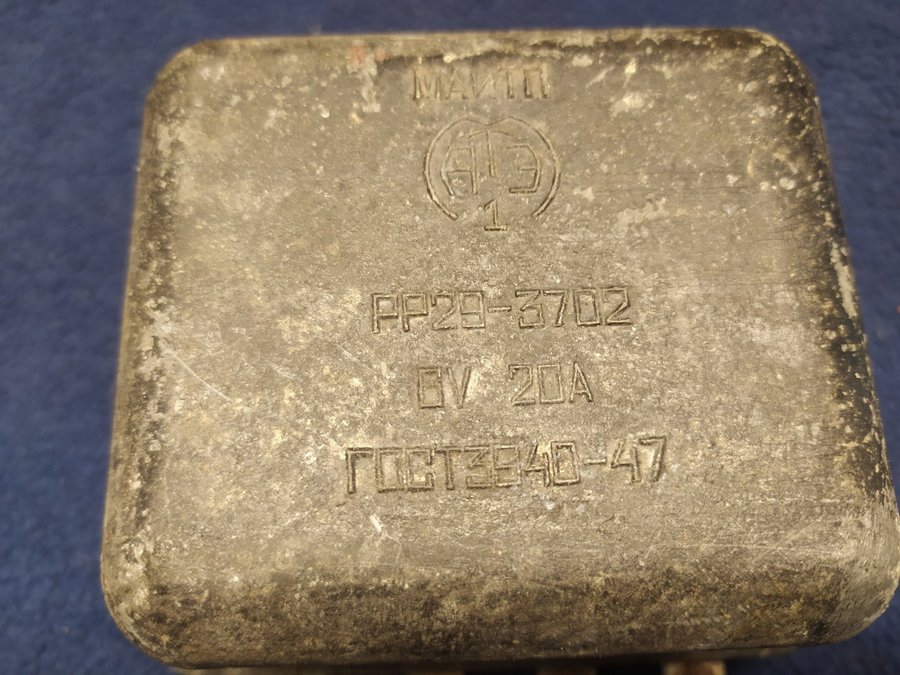 МАИТП
АТЭ
1
РР29-3702
6V 20A
ГОСТ3940-47